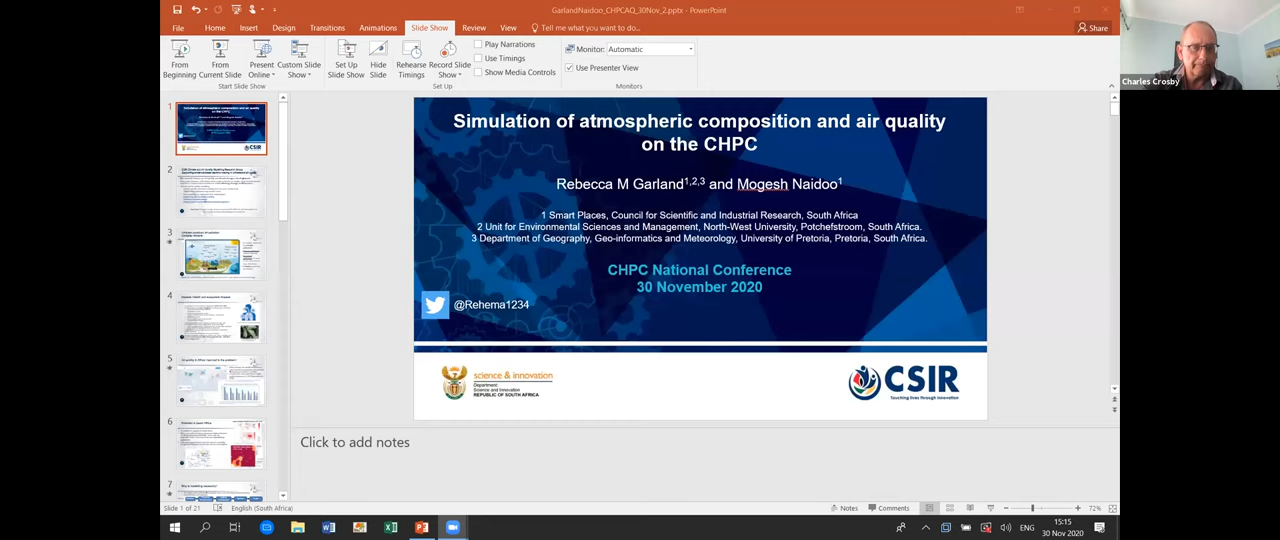 GarlandNaidoo_CHPCAQ_30Nov_2.pptx - PowerPoint
File Home Insert Design Transitions Animations Slide Show Review View Tell me what you want to do... Share
From Beginning
From Current Slide
Present Online
Custom Slide Show
Start Slide Show
Set Up Slide Show
Hide Slide
Rehearse Timings
Record Slide Show
Play Narrations
Use Timings
Show Media Controls
Set Up
Monitor: Automatic
Use Presenter View
Monitors
Charles Crosby
1
2
3
4
5
6
7
Simulation of atmospheric composition and air quality
on the CHPC
Rebecca M Garland1,2,3 and Mogesh Naidoo1
1 Smart Places, Council for Scientific and Industrial Research, South Africa
2 Unit for Environmental Sciences and Management, North-West University, Potchefstroom, South Africa.
3 Department of Geography, Geo-informatics and Meteorology, University of Pretoria, Pretoria, South Africa.
CHPC National Conference
30 November 2020
@Rehema1234
science & innovation
Department:
Science and Innovation
REPUBLIC OF SOUTH AFRICA
CSIR
Touching lives through innovation
Click to add notes
Slide 1 of 21 English (South Africa) Notes Comments 72%
ENG
15:15
30 Nov 2020